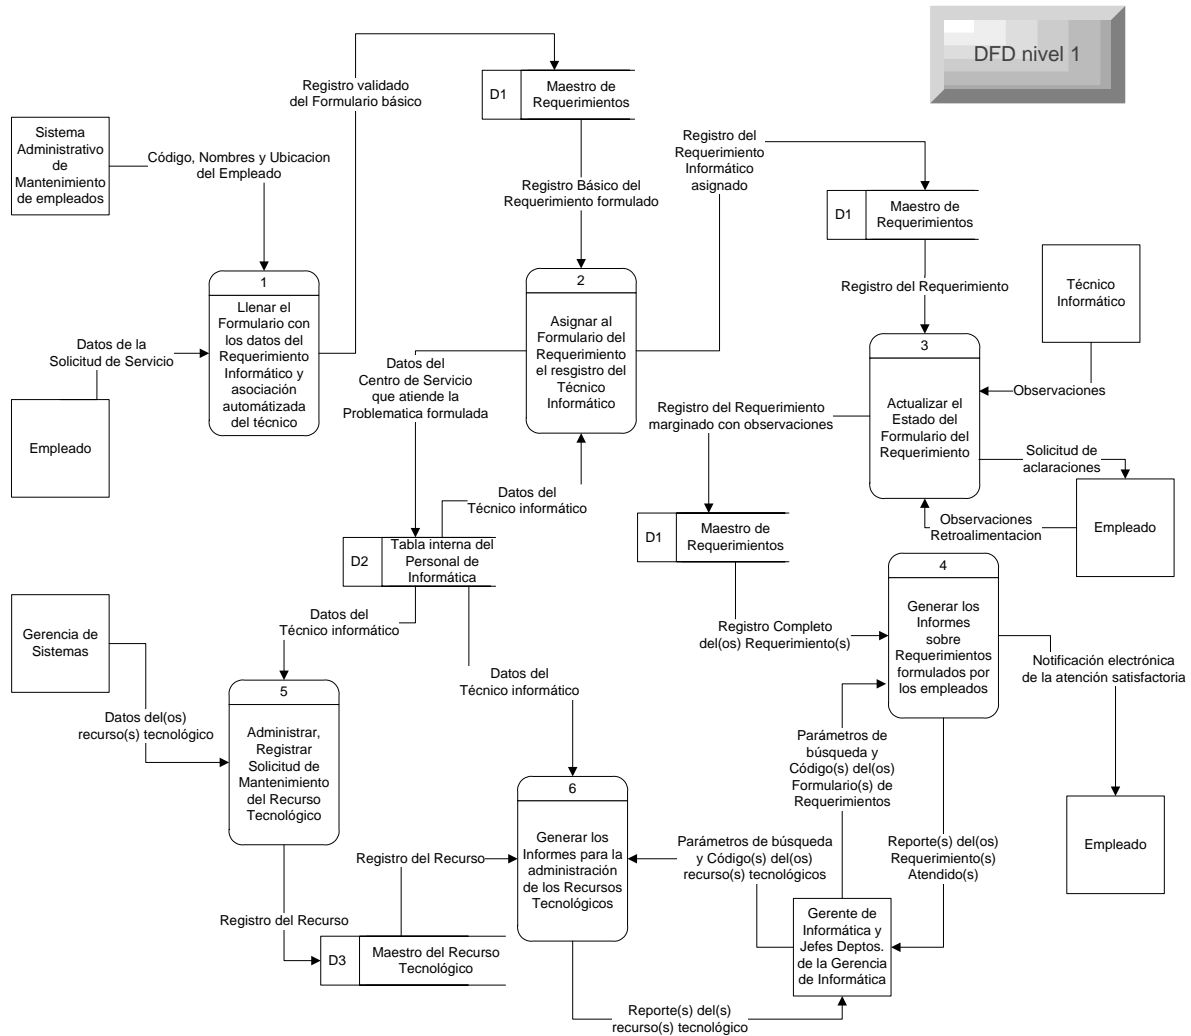 DFD nivel 1
Registro validado
del Formulario básico
D1
Maestro de
Requerimientos
Sistema
Administrativo
de
Mantenimiento
de empleados
Código, Nombres y Ubicacion
del Empleado
Registro Básico del
Requerimiento formulado
Registro del
Requerimiento
Informático
asignado
D1
Maestro de
Requerimientos
1
Llenar el
Formulario con
los datos del
Requerimiento
Informático y
asociación
automátizada
del técnico
2
Asignar al
Formulario del
Requerimiento
el resgistro del
Técnico
Informático
Registro del Requerimiento
Técnico
Informático
Datos de la
Solicitud de Servicio
Empleado
Datos del
Centro de Servicio
que atiende la
Problematica formulada
3
Actualizar el
Estado del
Formulario del
Requerimiento
Observaciones
Registro del Requerimiento
marginado con observaciones
Solicitud de
aclaraciones
Empleado
Observaciones
Retroalimentacion
Datos del
Técnico informático
D2
Tabla interna del
Personal de
Informática
D1
Maestro de
Requerimientos
4
Generar los
Informes
sobre
Requerimientos
formulados por
los empleados
Gerencia de
Sistemas
Datos del
Técnico informático
Registro Completo
del(os) Requerimiento(s)
Notificación electrónica
de la atención satisfactoria
Datos del
Técnico informático
Datos del(os)
recurso(s) tecnológico
5
Administrar,
Registrar
Solicitud de
Mantenimiento
del Recurso
Tecnológico
Parámetros de
búsqueda y
Código(s) del(os)
Formulario(s) de
Requerimientos
6
Generar los
Informes para la
administración
de los Recursos
Tecnológicos
Empleado
Registro del Recurso
Parámetros de búsqueda
y Código(s) del(os)
recurso(s) tecnológicos
Reporte(s) del(os)
Requerimiento(s)
Atendido(s)
Registro del Recurso
D3
Maestro del Recurso
Tecnológico
Gerente de
Informática y
Jefes Deptos.
de la Gerencia
de Informática
Reporte(s) del(s)
recurso(s) tecnológico